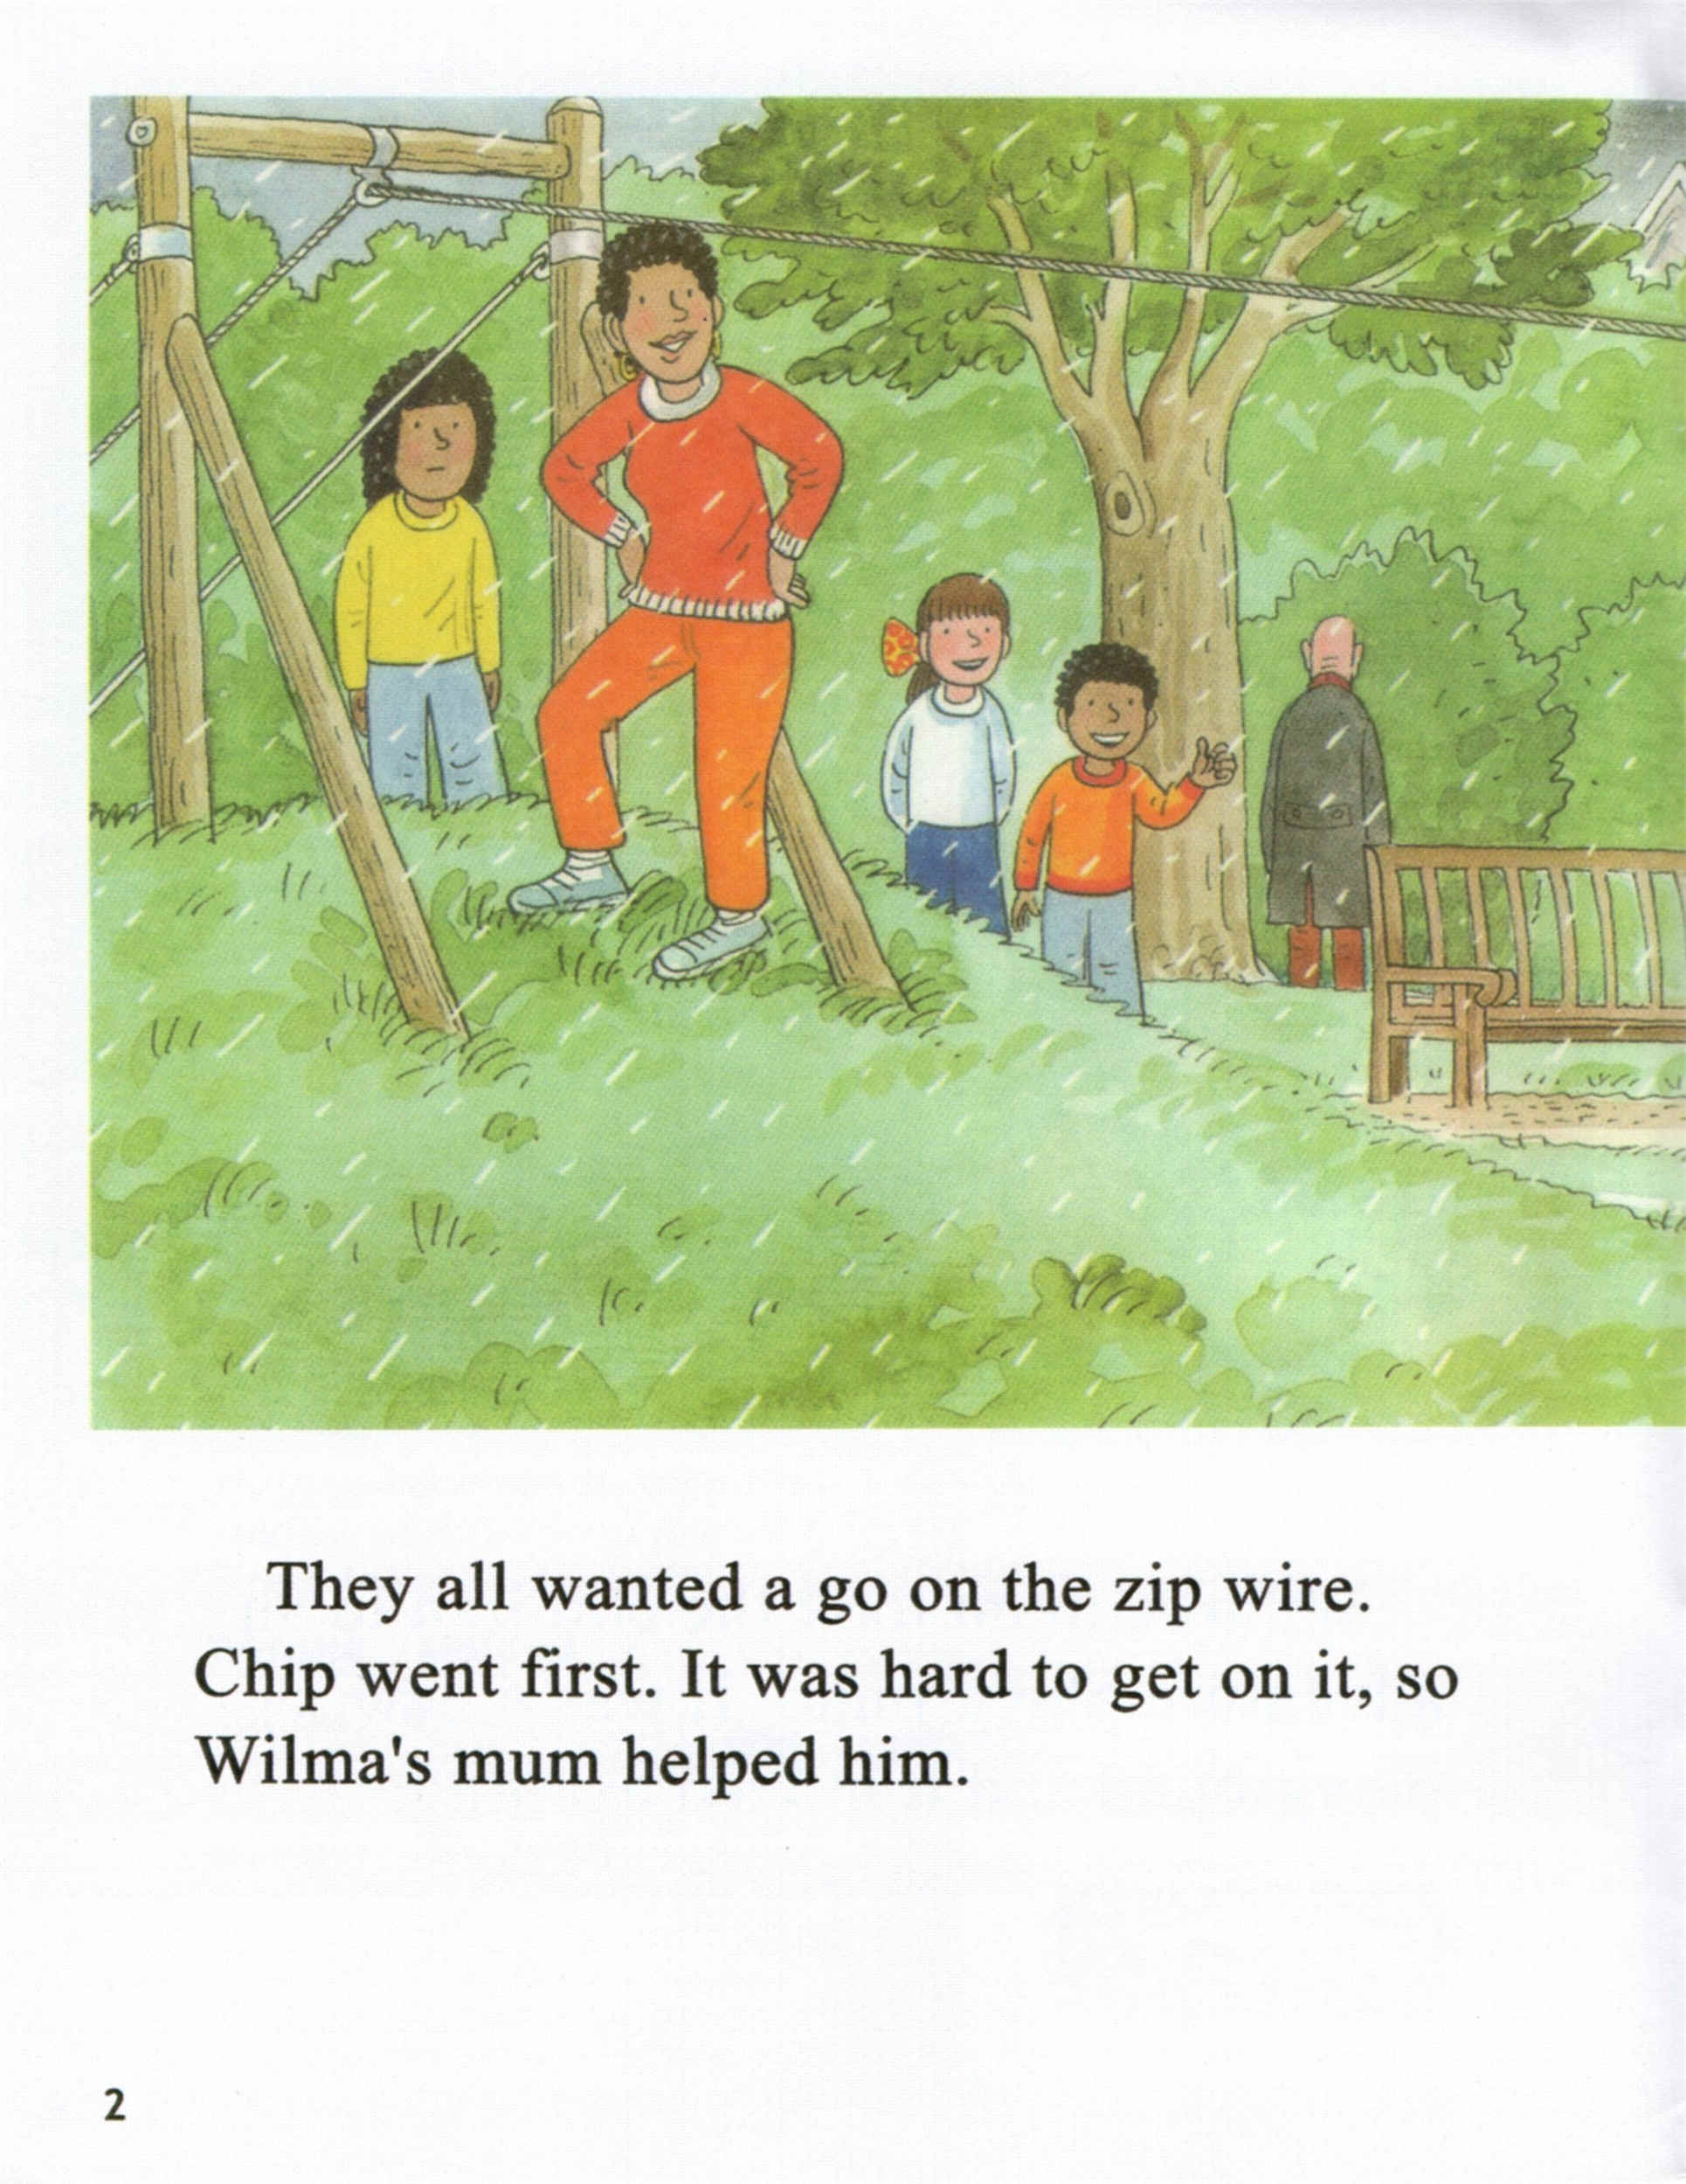 They all wanted a go on the zip wire.
Chip went first. It was hard to get on it, so
Wilma's mum helped him.
2